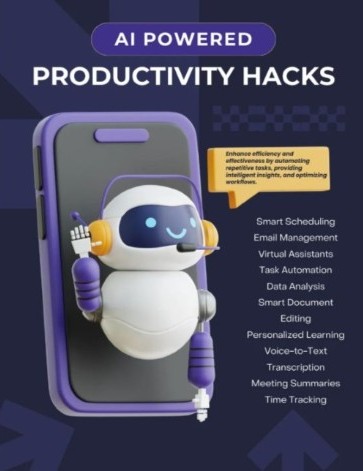 AI POWERED
PRODUCTIVITY HACKS
Enhance efficiency and
effectiveness by automating
repetitive tasks, providing
intelligent insights, and optimizing
workflows.
Smart Scheduling
Email Management
Virtual Assistants
Task Automation
Data Analysis
Smart Document
Editing
Personalized Learning
Voice-to-Text
Transcription
Meeting Summaries
Time Tracking